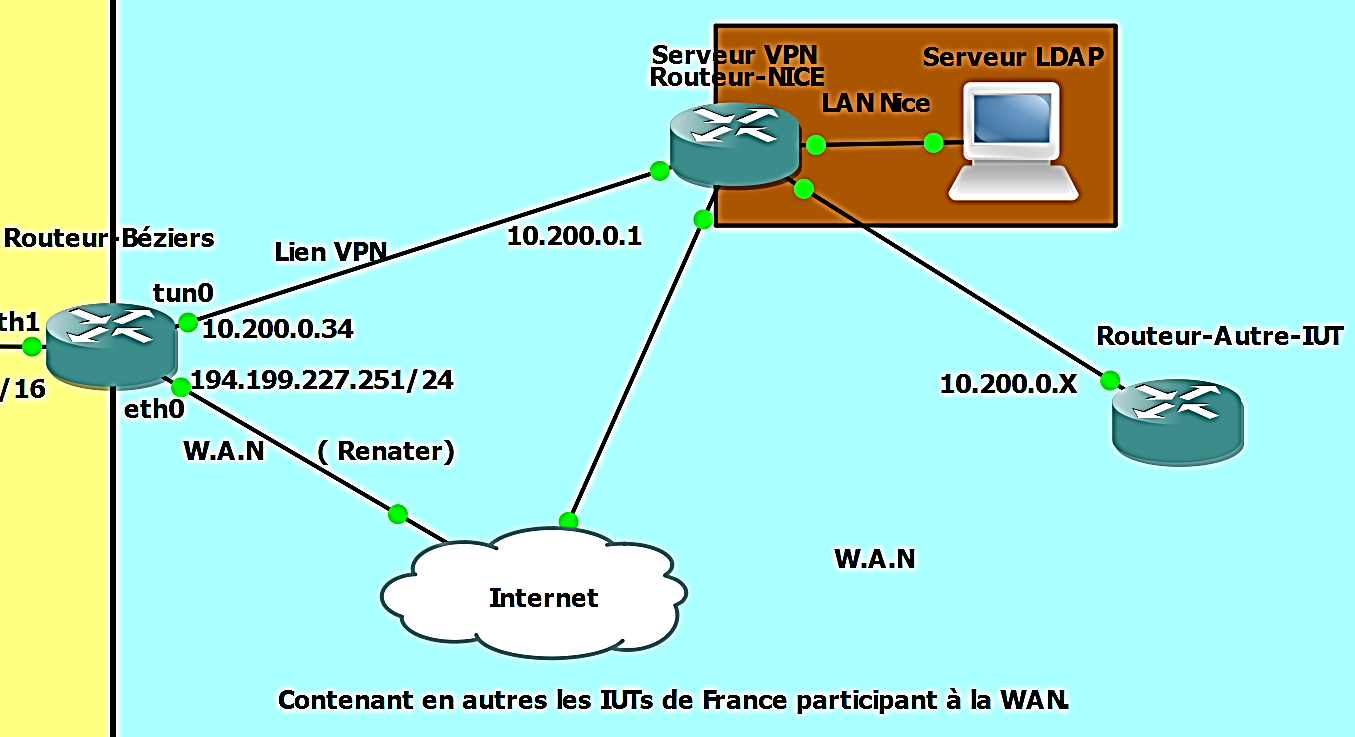 Serveur VPN
Routeur-NICE
Serveur LDAP
LAN Nice
Routeur-Béziers
Lien VPN
10.200.0.1
tun0
th1
10.200.0.34
Routeur-Autre-IUT
/16
194.199.227.251/24
10.200.0.X
eth0
W.A.N ( Renater)
W.A.N
Internet
Contenant en autres les IUTs de France participant à la WAN.